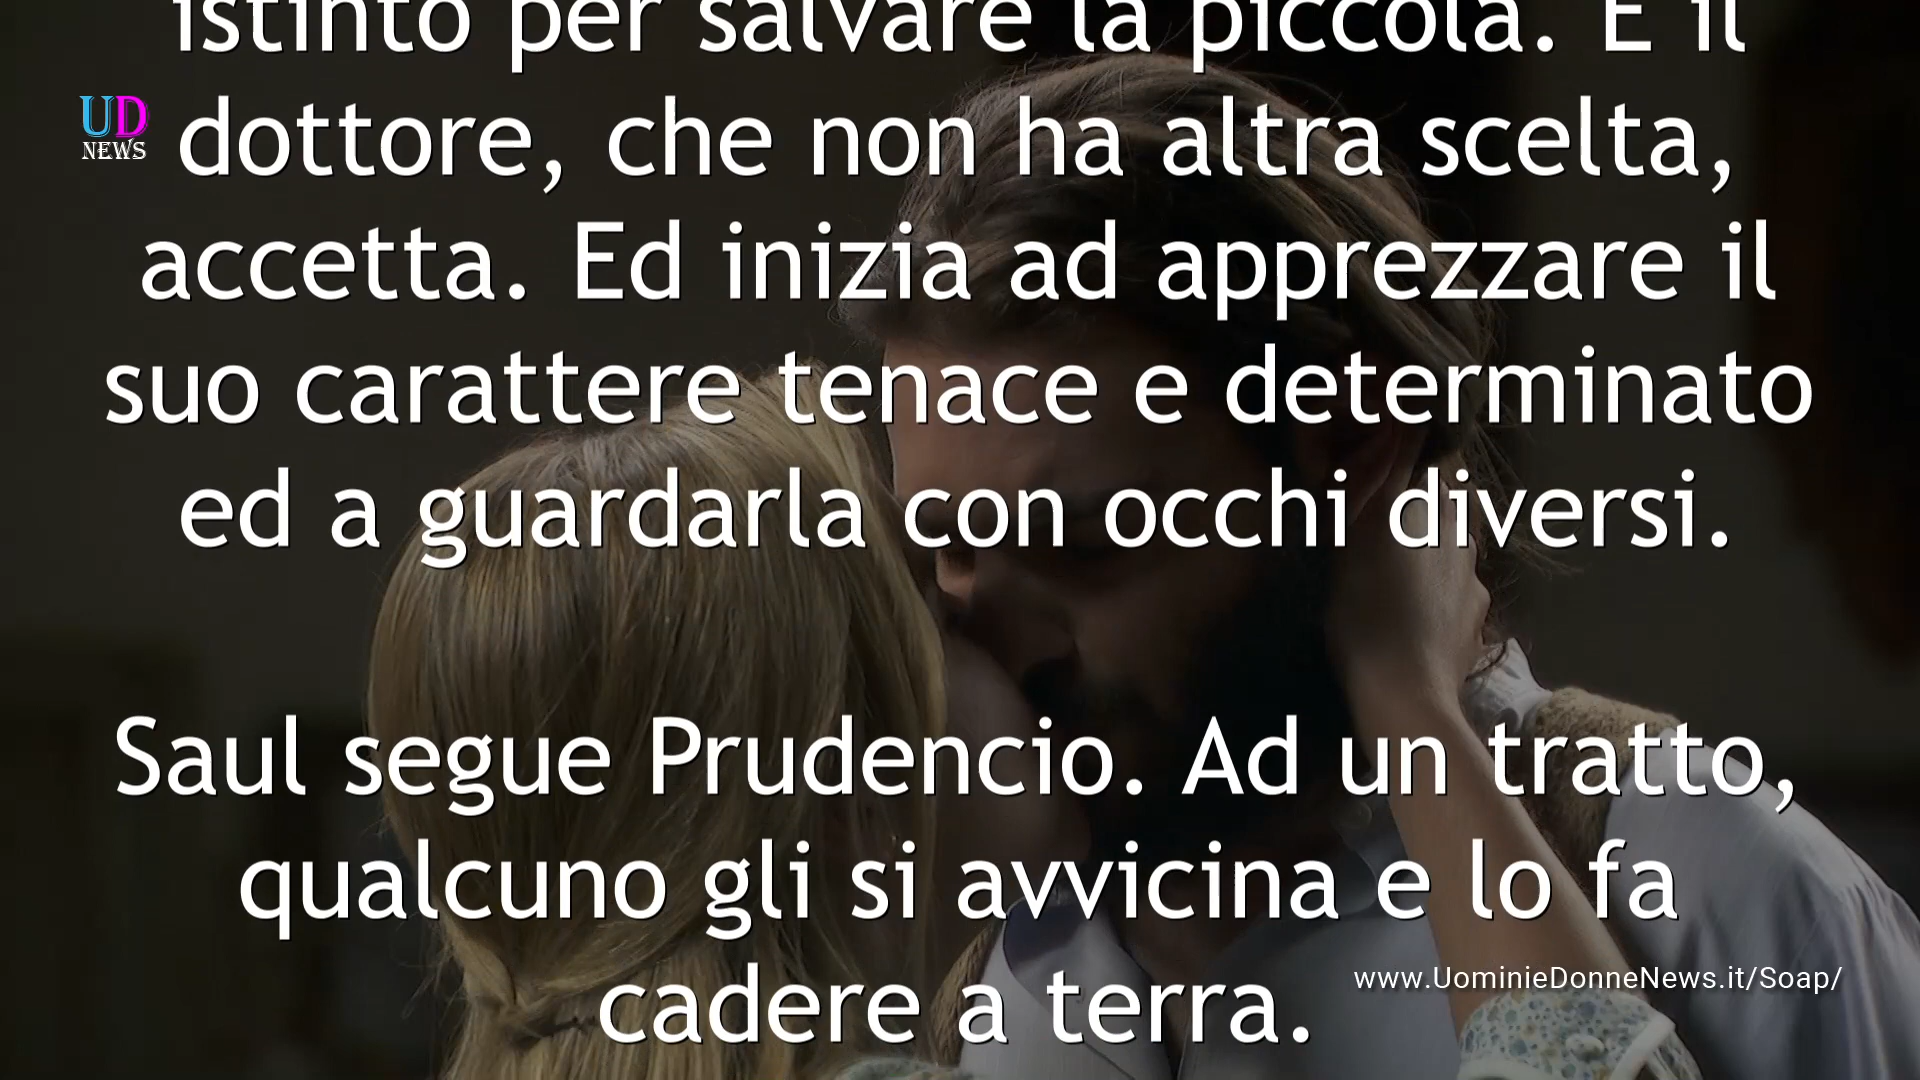 istinto per salvare la piccola. E il
UD
NEWS
dottore, che non ha altra scelta,
accetta. Ed inizia ad apprezzare il
suo carattere tenace e determinato
ed a guardarla con occhi diversi.
Saul segue Prudencio. Ad un tratto,
qualcuno gli si avvicina e lo fa
cadere a terra.
www.UominieDonneNews.it/Soap/